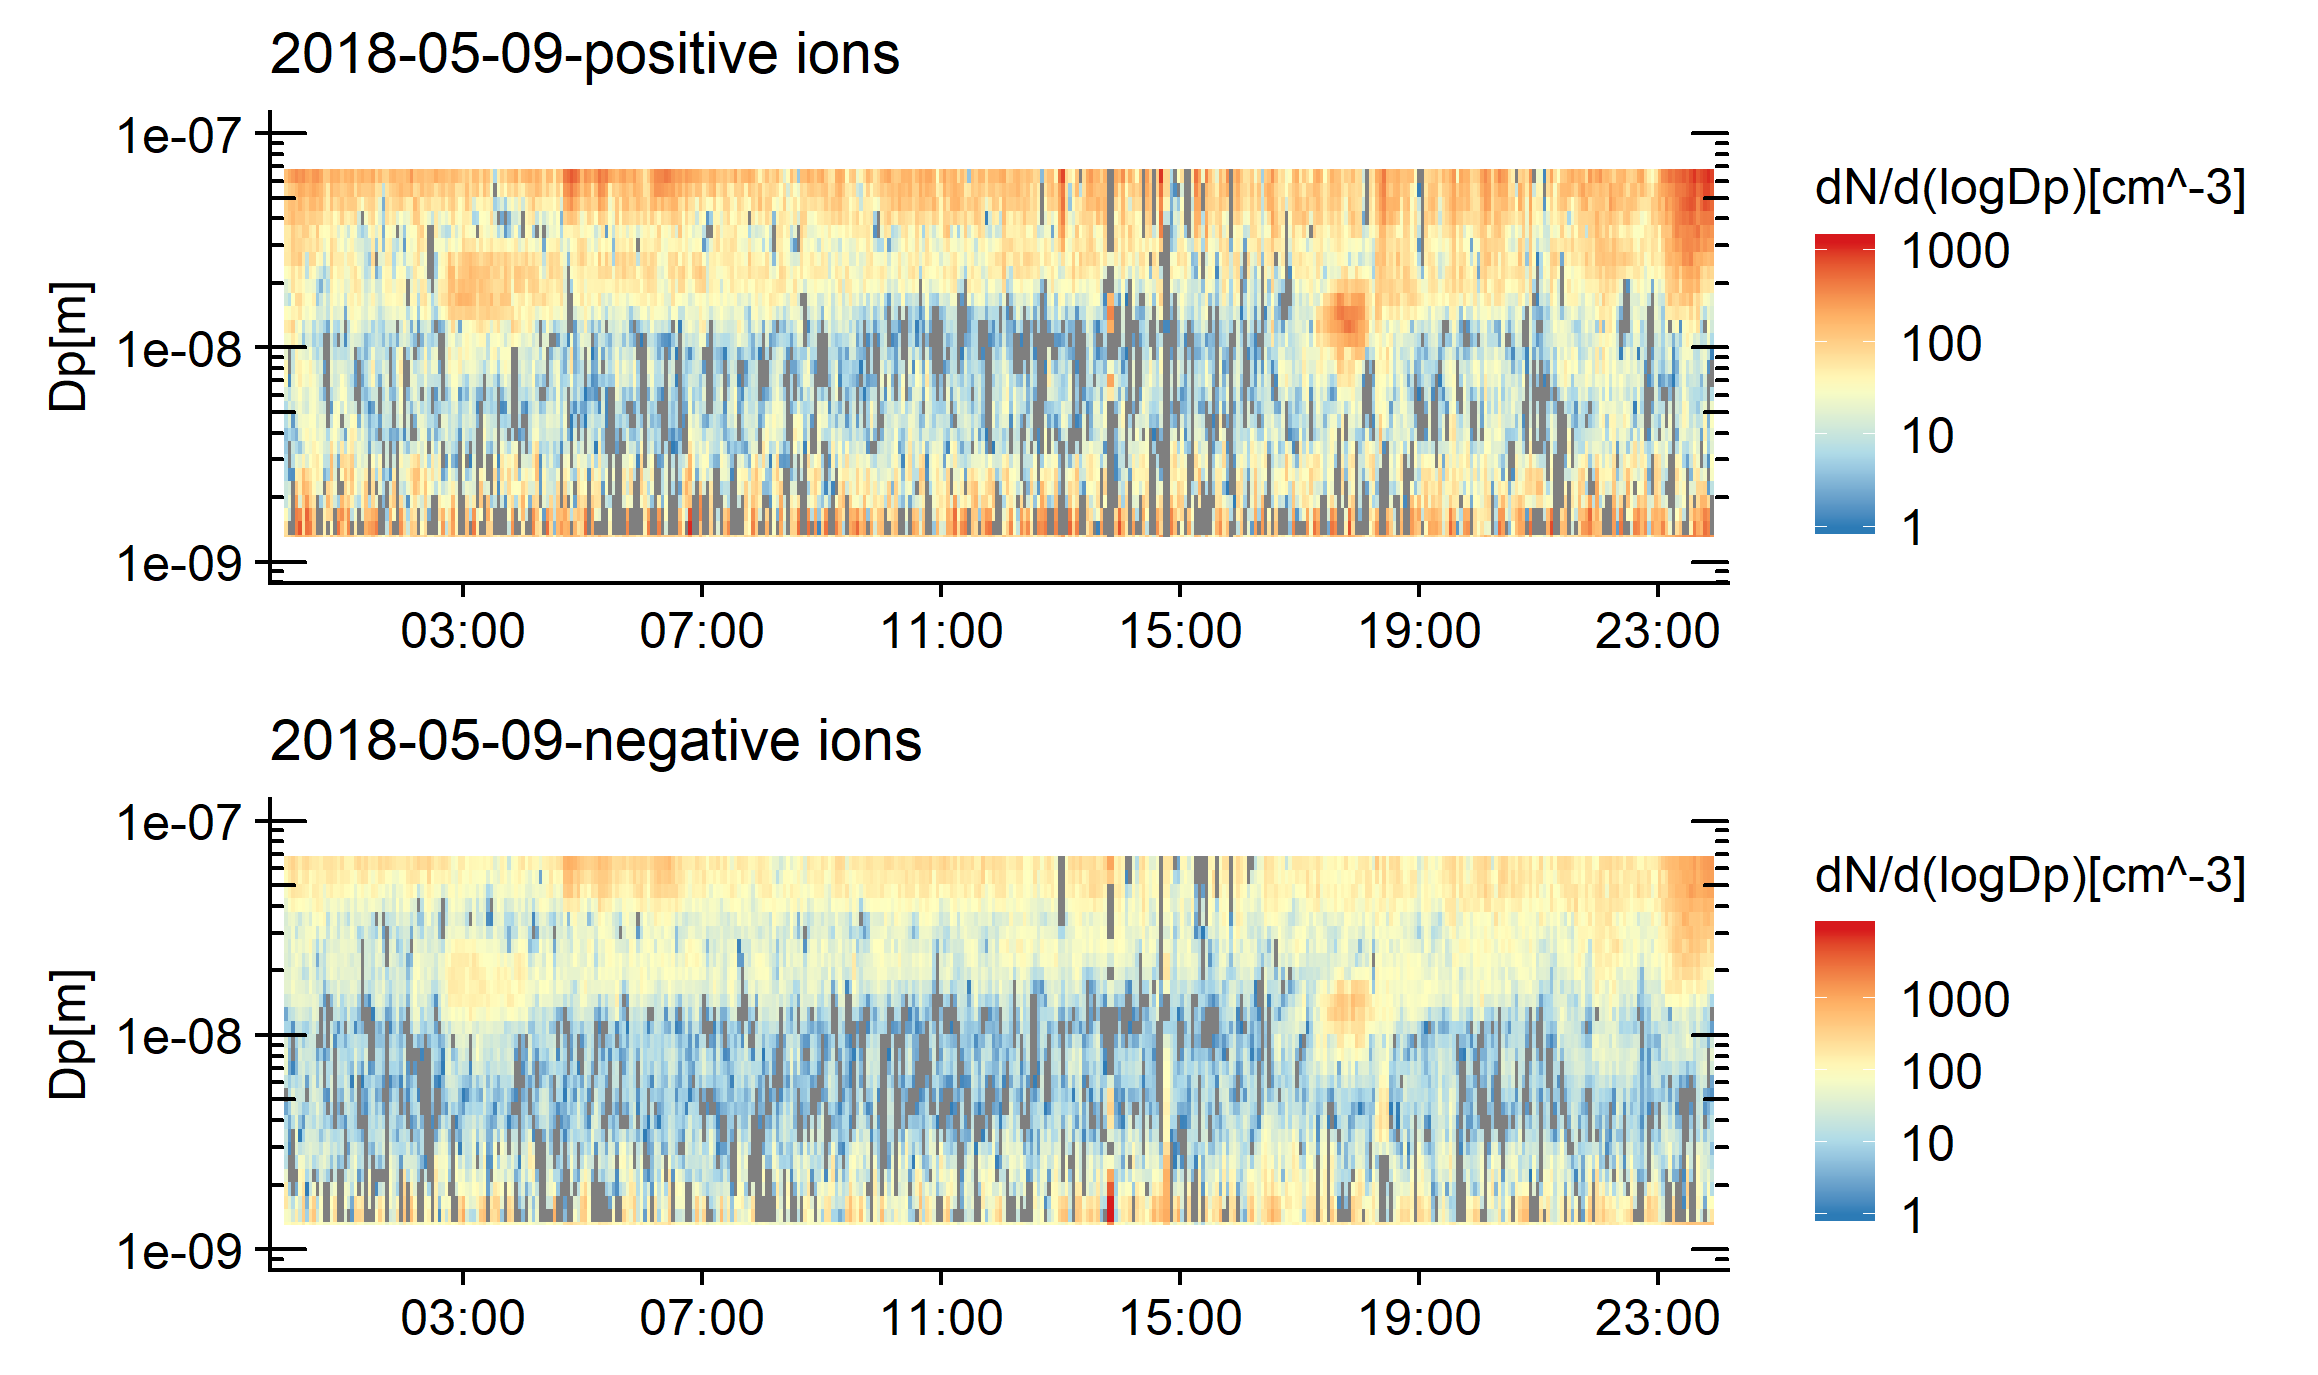 2018-05-09-positive ions
1e-07
1e-08
1e-09
Dp[m]
03:00 07:00 11:00 15:00 19:00 23:00
dN/d(logDp)[cm^-3]
1000
100
10
1
2018-05-09-negative ions
1e-07
1e-08
1e-09
Dp[m]
03:00 07:00 11:00 15:00 19:00 23:00
dN/d(logDp)[cm^-3]
1000
100
10
1